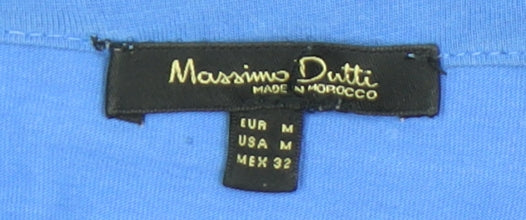 Massimo Dutti
MADE IN MOROCCO
EUR M
USA M
MEX 32